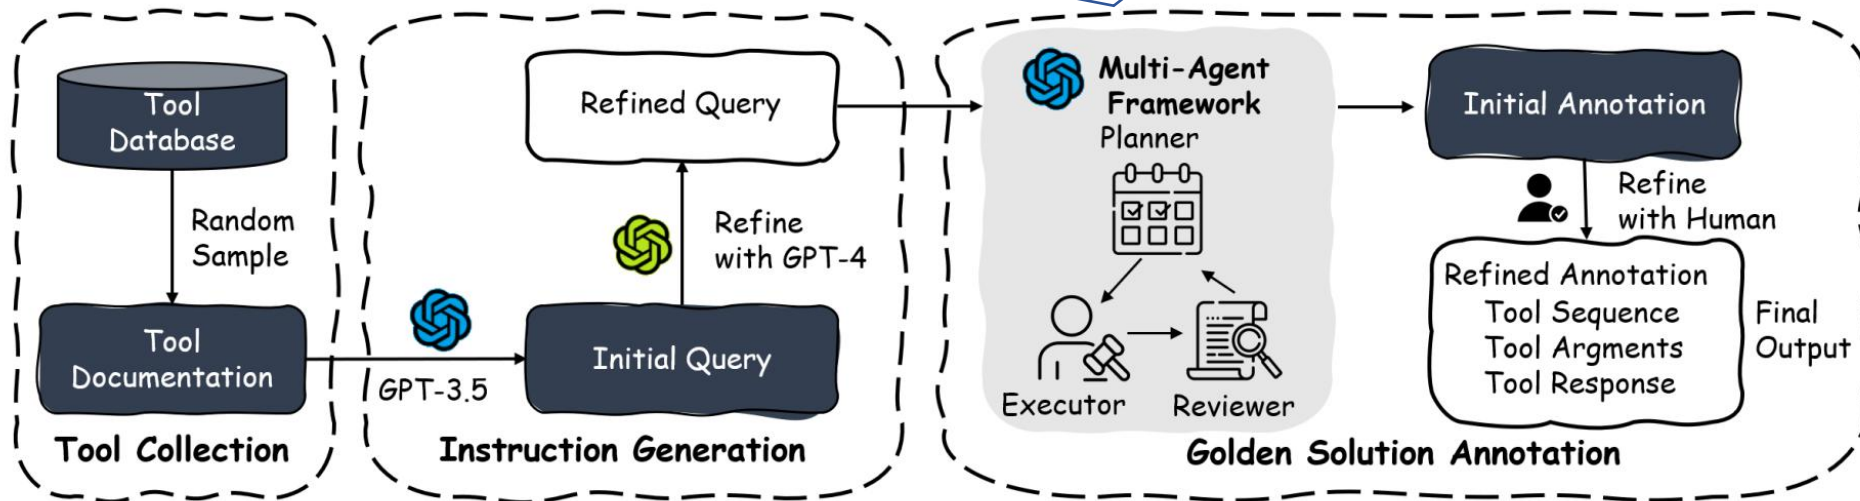 Tool
Database
Random
Sample
Tool
Documentation
Tool Collection
GPT-3.5
Initial Query
Refine
with GPT-4
Refined Query
Instruction Generation
Multi-Agent
Framework
Planner
Executor
Reviewer
Initial Annotation
Refine
with Human
Refined Annotation
Tool Sequence
Tool Argments
Tool Response
Final
Output
Golden Solution Annotation